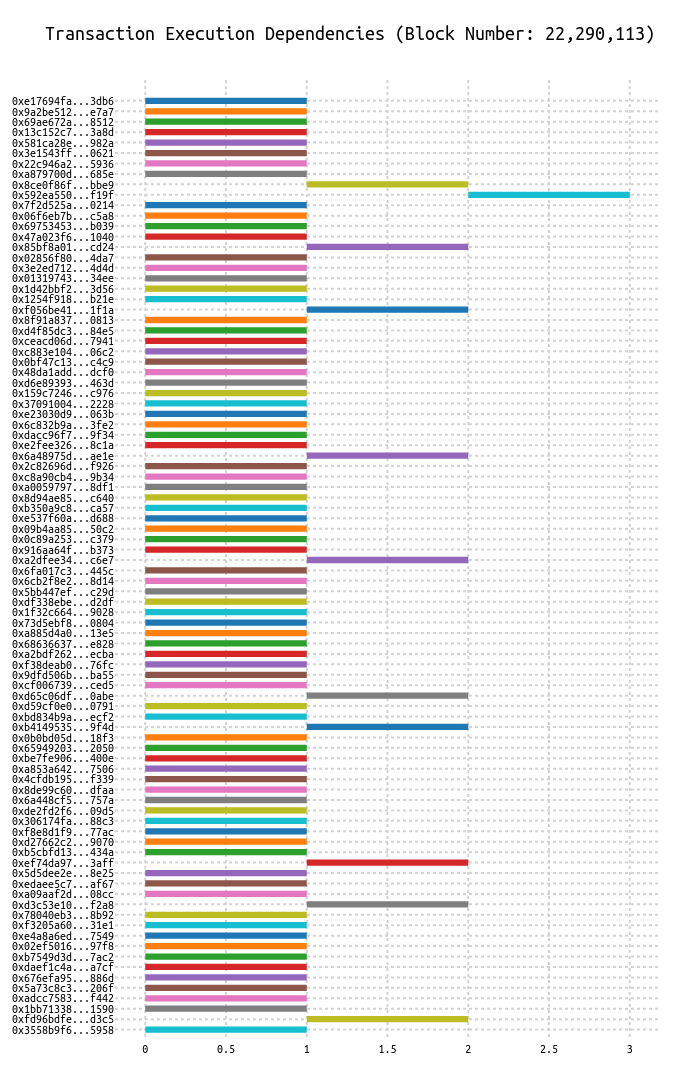 Transaction Execution Dependencies (Block Number: 22,290,113)
0xe17694fa...3db6
0x9a2be512...e7a7
0x69ae672a...8512
0x13c152c7...3a8d
0x581ca28e...982a
0x3e1543ff...0621
0x22c946a2...5936
0xa879700d...685e
0x8ce0f86f...bbe9
0x592ea550...f19f
0x7f2d525a...0214
0x06f6eb7b...c5a8
0x69753453...b039
0x47a023f6...1040
0x85bf8a01...cd24
0x02856f80...4da7
0x3e2ed712...4d4d
0x01319743...34ee
0x1d42bbf2...3d56
0x1254f918...b21e
0xf056be41...1f1a
0x8f91a837...0813
0xd4f85dc3...84e5
0xceacd06d...7941
0xc883e104...06c2
0x0bf47c13...c4c9
0x48da1add...dcf0
0xd6e89393...463d
0x159c7246...c976
0x37091004...2228
0xe23030d9...063b
0x6c832b9a...3fe2
0xdacc96f7...9f34
0xe2fee326...8c1a
0x6a48975d...ae1e
0x2c82696d...f926
0xc8a90cb4...9b34
0xa0059797...8df1
0x8d94ae85...c640
0xb350a9c8...ca57
0xe537f60a...d688
0x09b4aa85...50c2
0x0c89a253...c379
0x916aa64f...b373
0xa2dfee34...c6e7
0x6fa017c3...445c
0x6cb2f8e2...8d14
0x5bb447ef...c29d
0xdf338ebe...d2df
0x1f32c664...9028
0x73d5ebf8...0804
0xa885d4a0...13e5
0x68636637...e828
0xa2bdf262...ecba
0xf38deab0...76fc
0x9dfd506b...ba55
0xcf006739...ced5
0xd65c06df...0abe
0xd59cf0e0...0791
0xbd834b9a...ecf2
0xb4149535...9f4d
0x0b0bd05d...18f3
0x65949203...2050
0xbe7fe906...400e
0xa853a642...7506
0x4cfdb195...f339
0x8de99c60...dfaa
0x6a448cf5...757a
0xde2fd2f6...09d5
0x306174fa...88c3
0xf8e8d1f9...77ac
0xd27662c2...9070
0xb5cbfd13...434a
0xef74da97...3aff
0x5d5dee2e...8e25
0xedaee5c7...af67
0xa09aaf2d...08cc
0xd3c53e10...f2a8
0x78040eb3...8b92
0xf3205a60...31e1
0xe4a8a6ed...7549
0x02ef5016...97f8
0xb7549d3d...7ac2
0xdaef1c4a...a7cf
0x676efa95...886d
0x5a73c8c3...206f
0xadcc7583...f442
0x1bb71338...1590
0xfd96bdfe...d3c5
0x3558b9f6...5958
0 0.5 1 1.5 2 2.5 3